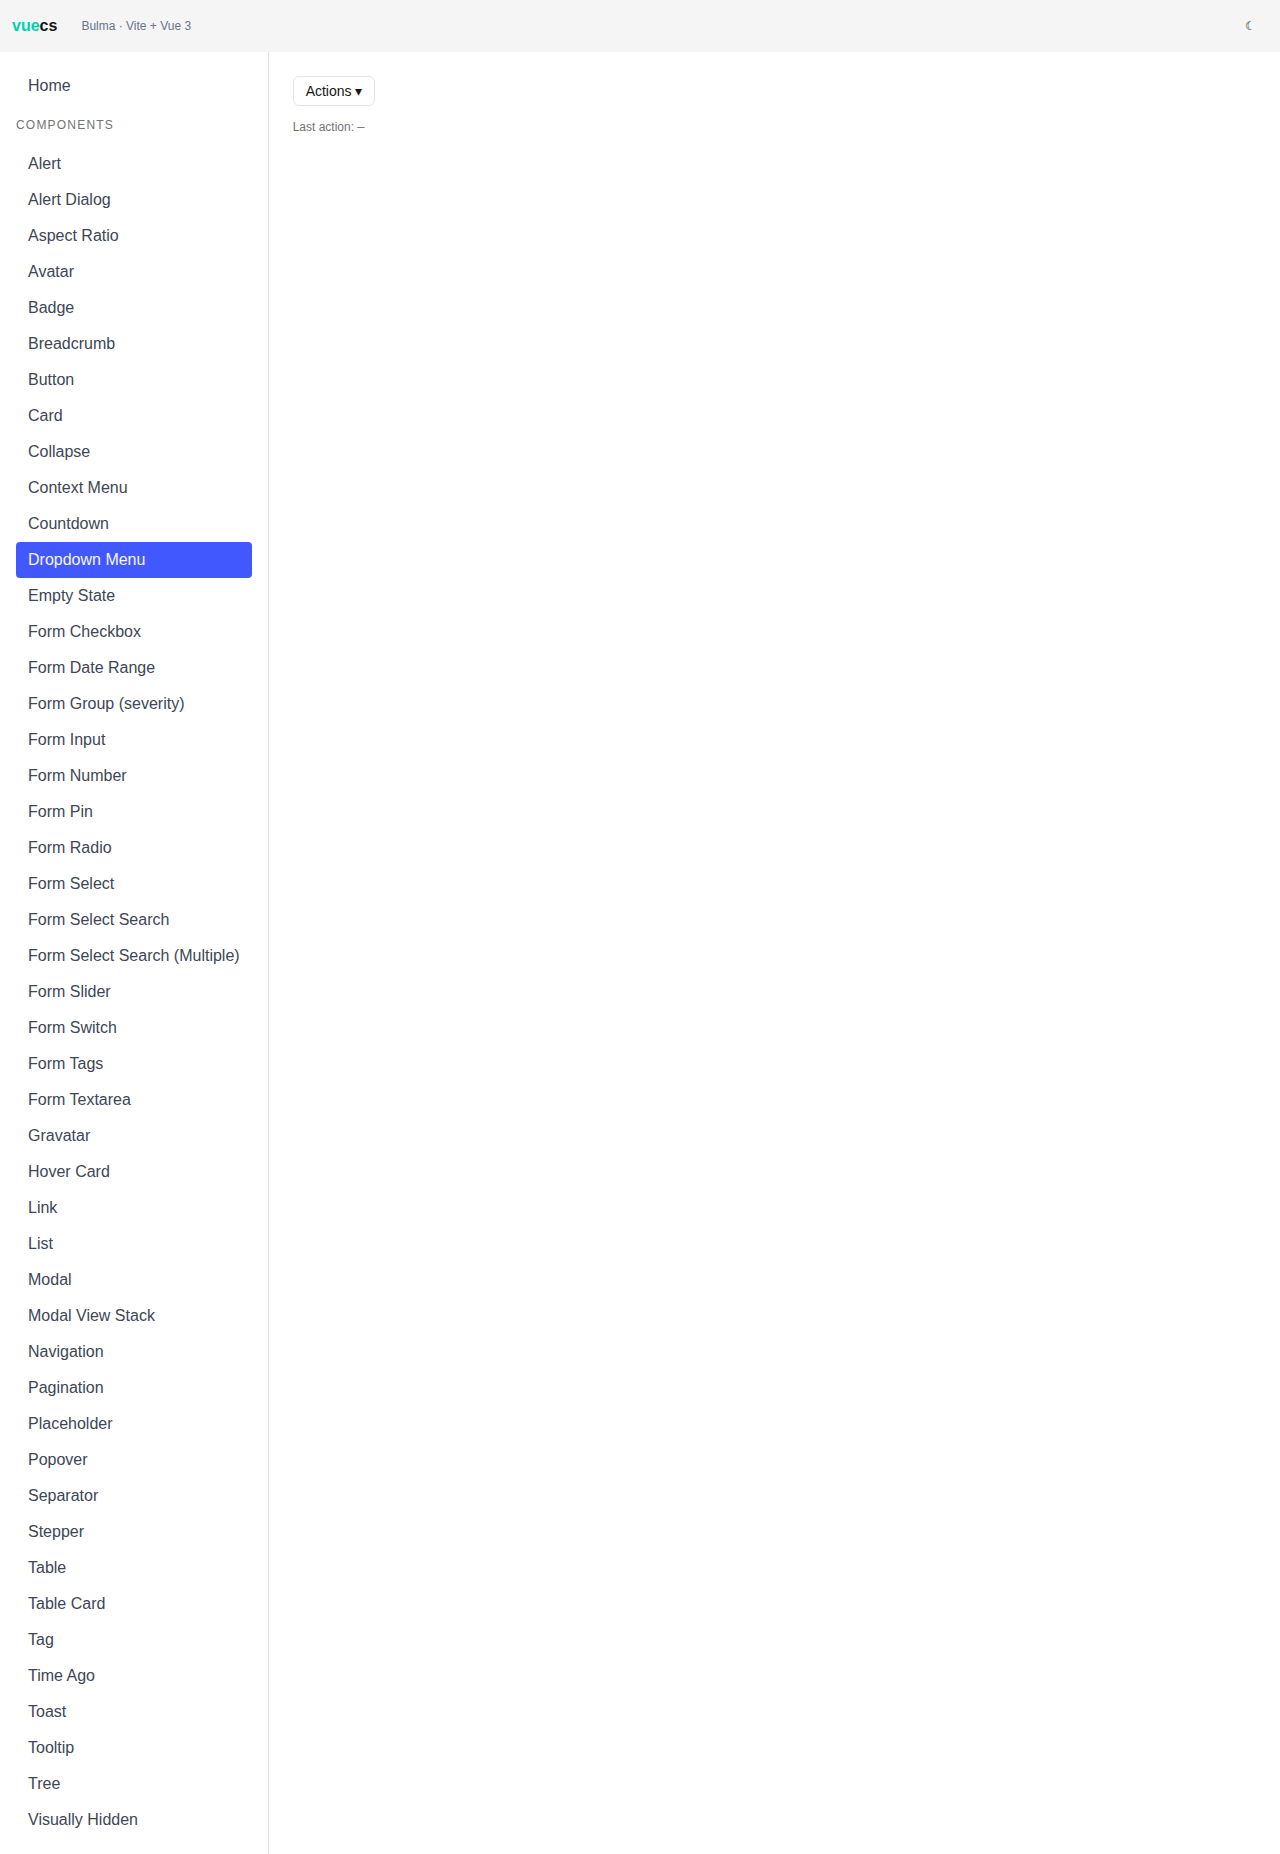 vuecs Bulma · Vite + Vue 3 ☾
Home
COMPONENTS
Alert
Alert Dialog
Aspect Ratio
Avatar
Badge
Breadcrumb
Button
Card
Collapse
Context Menu
Countdown
Dropdown Menu
Empty State
Form Checkbox
Form Date Range
Form Group (severity)
Form Input
Form Number
Form Pin
Form Radio
Form Select
Form Select Search
Form Select Search (Multiple)
Form Slider
Form Switch
Form Tags
Form Textarea
Gravatar
Hover Card
Link
List
Modal
Modal View Stack
Navigation
Pagination
Placeholder
Popover
Separator
Stepper
Table
Table Card
Tag
Time Ago
Toast
Tooltip
Tree
Visually Hidden
Actions ▾
Last action: —